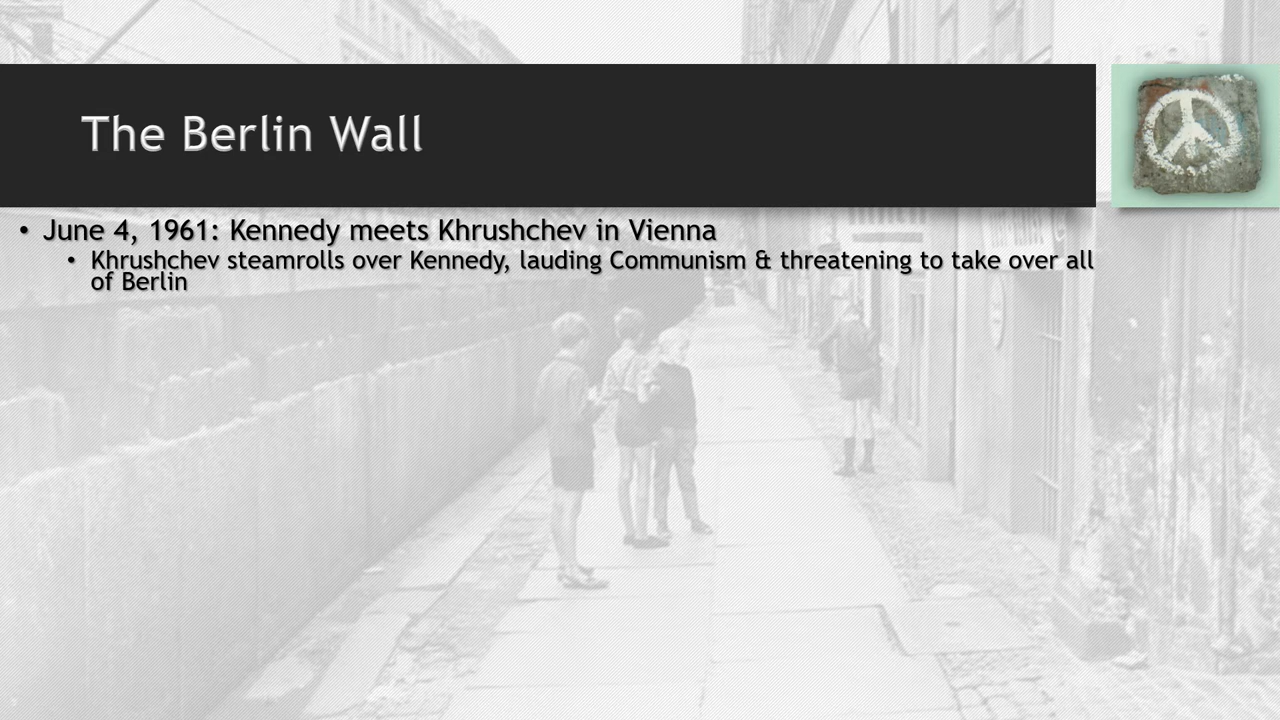 The Berlin Wall
• June 4, 1961: Kennedy meets Khrushchev in Vienna
• Khrushchev steamrolls over Kennedy, lauding Communism & threatening to take over all
of Berlin